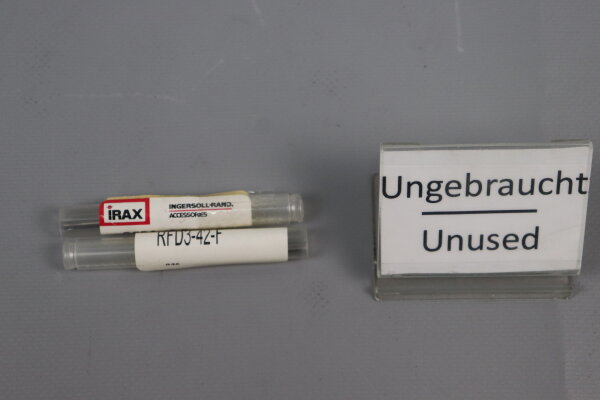 iRAX
INGERSOLL-RAND.
ACCESSORIES
RFD3-42-F
Ungebraucht
Unused